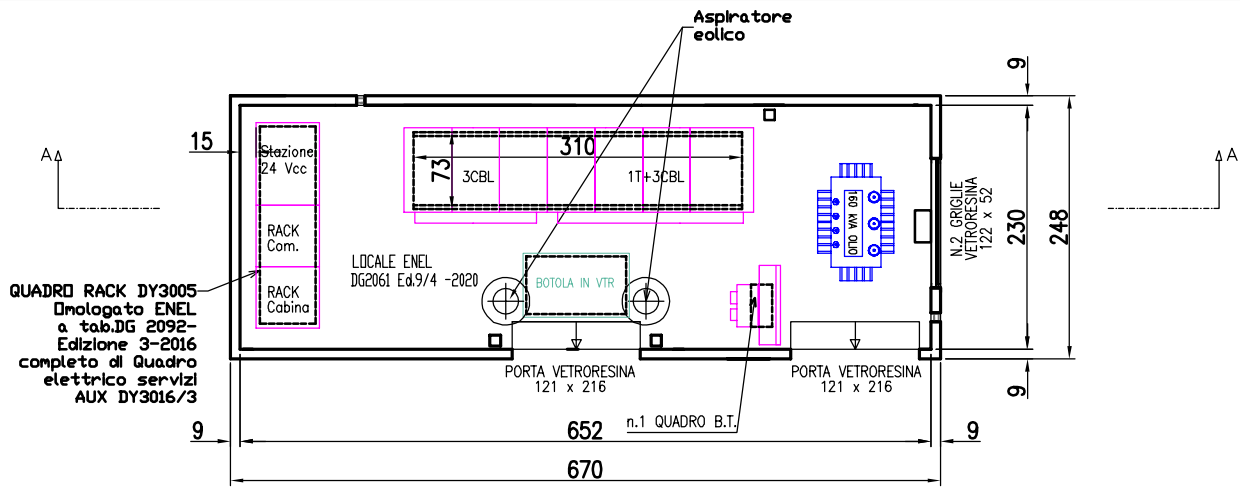 Aspiratore
eolico
9
15
A
A
Stazione
24 Vcc
310
73
3CBL
1T+3CBL
160 KVA OLIO
N.2 GRIGLIE
VETRORESINA
122 x 52
230
248
RACK
Com.
LOCALE ENEL
DG2061 Ed.9/4 -2020
BOTOLA IN VTR
RACK
Cabina
QUADRO RACK DY3005
Omologato ENEL
a tab.DG 2092-
Edizione 3-2016
completo di Quadro
elettrico servizi
AUX DY3016/3
PORTA VETRORESINA
121 x 216
PORTA VETRORESINA
121 x 216
9
n.1 QUADRO B.T.
9
652
9
670